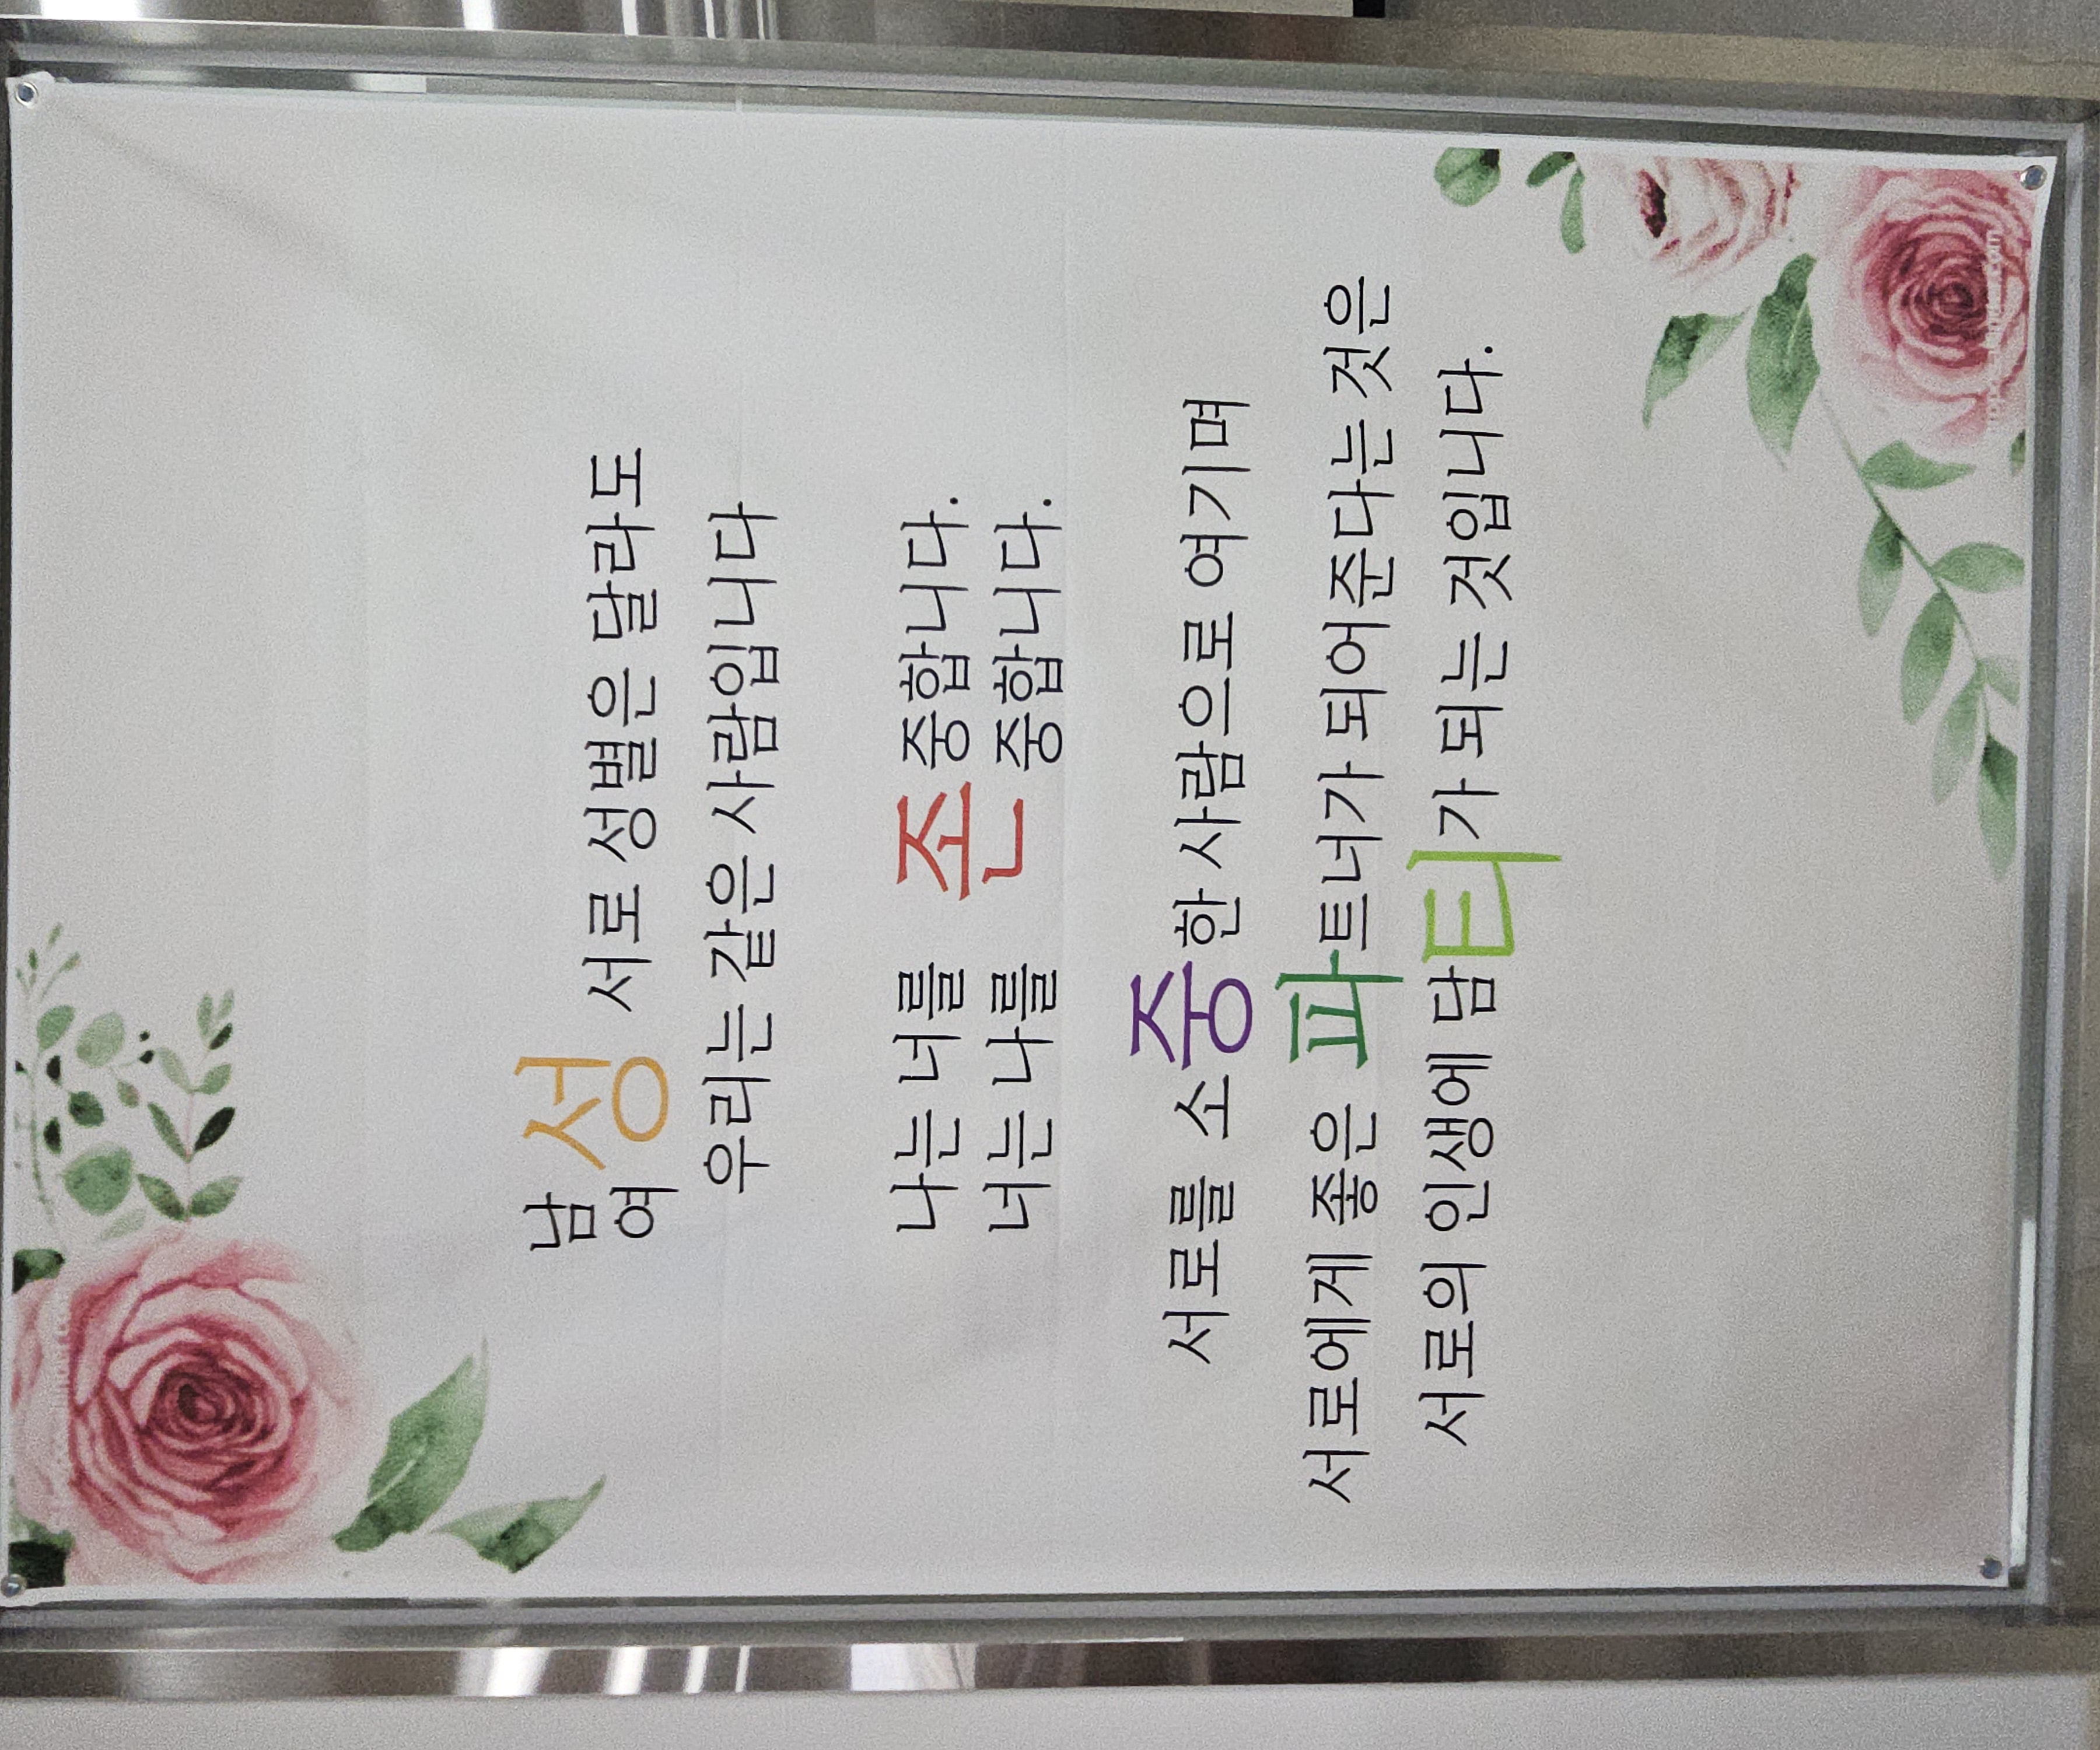 남
여 성 서로 성별은 달라도
우리는 같은 사람입니다
나는 너를 존중합니다.
너는 나를 존중합니다.
서로를 소중한 사람으로 여기며
서로에게 좋은 파트너가 되어준다는 것은
서로의 인생에 담티가 되는 것입니다.